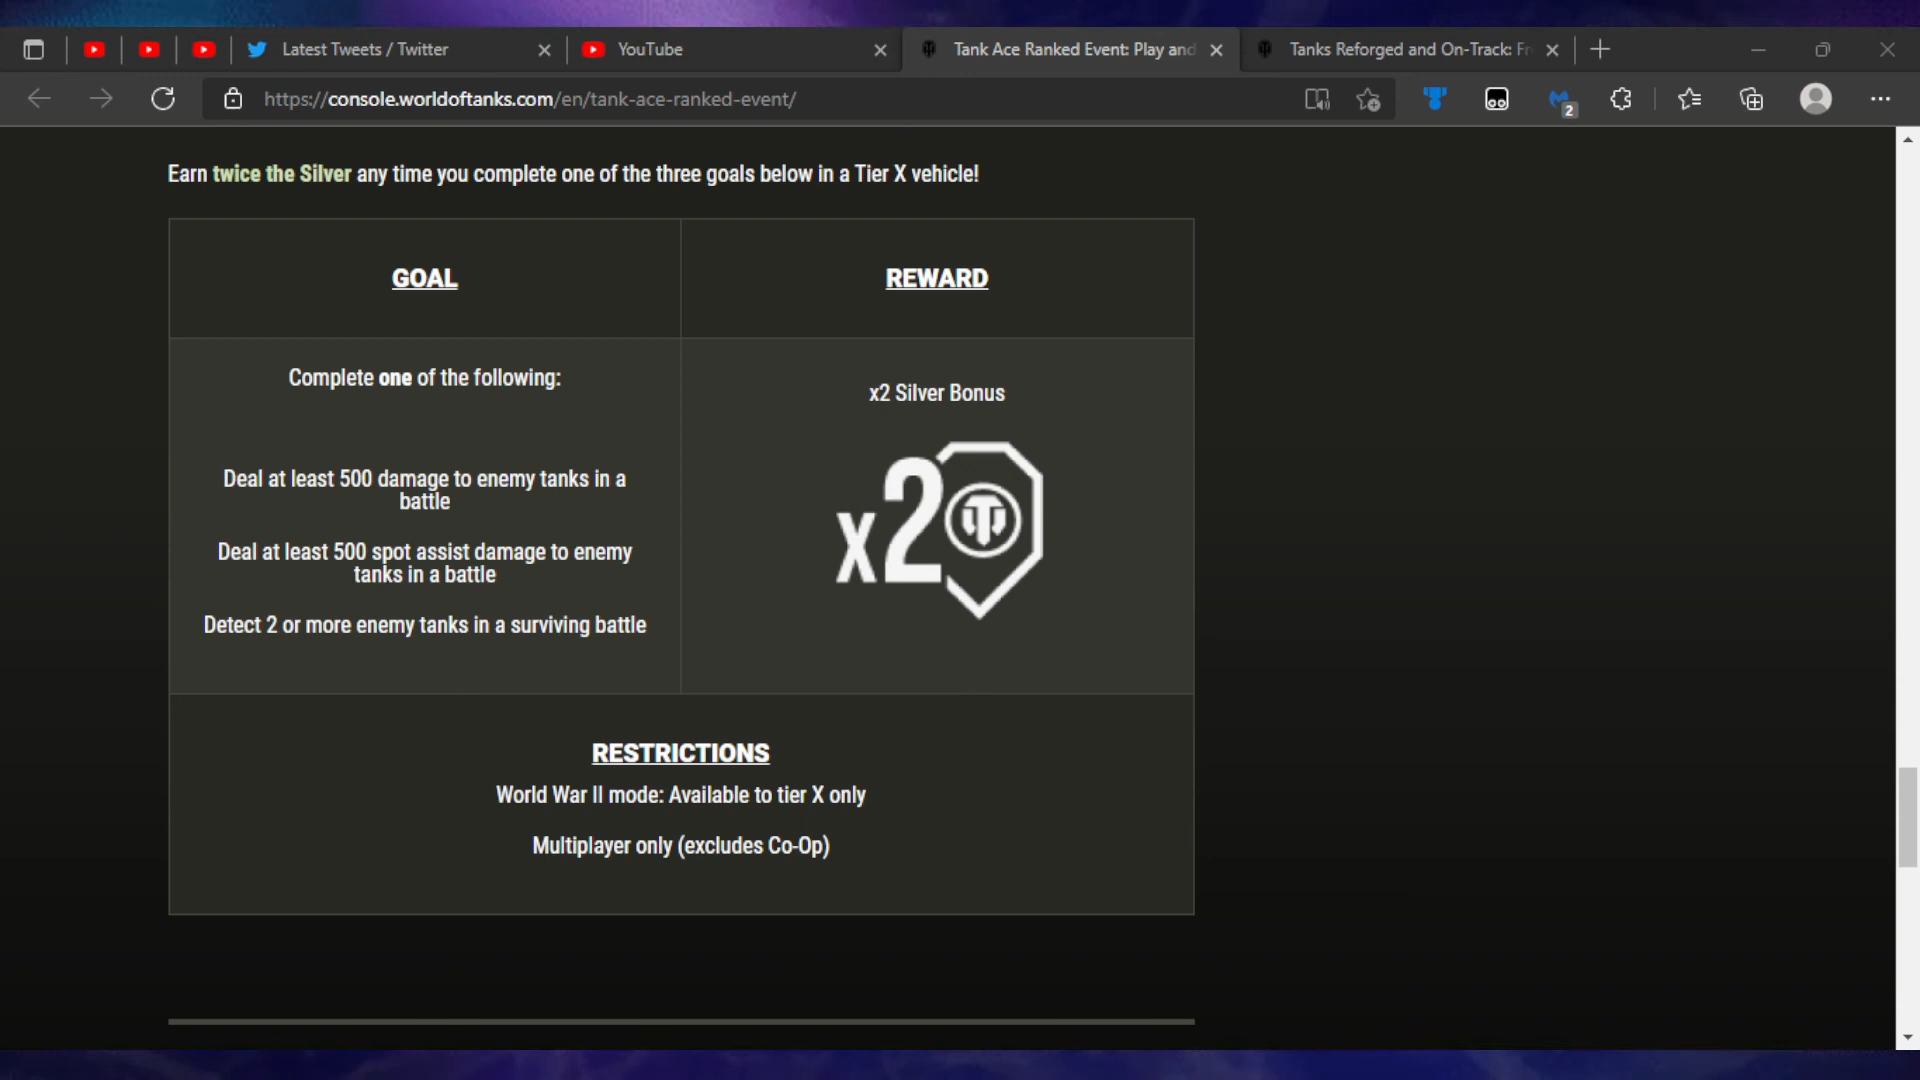 Latest Tweets / Twitter
YouTube
Tank Ace Ranked Event: Play and
Tanks Reforged and On-Track: Fr
https://console.worldoftanks.com/en/tank-ace-ranked-event/
2
Earn twice the Silver any time you complete one of the three goals below in a Tier X vehicle!
GOAL
REWARD
Complete one of the following:
x2 Silver Bonus
Deal at least 500 damage to enemy tanks in a
battle
Deal at least 500 spot assist damage to enemy
tanks in a battle
Detect 2 or more enemy tanks in a surviving battle
x2
RESTRICTIONS
World War II mode: Available to tier X only
Multiplayer only (excludes Co-Op)